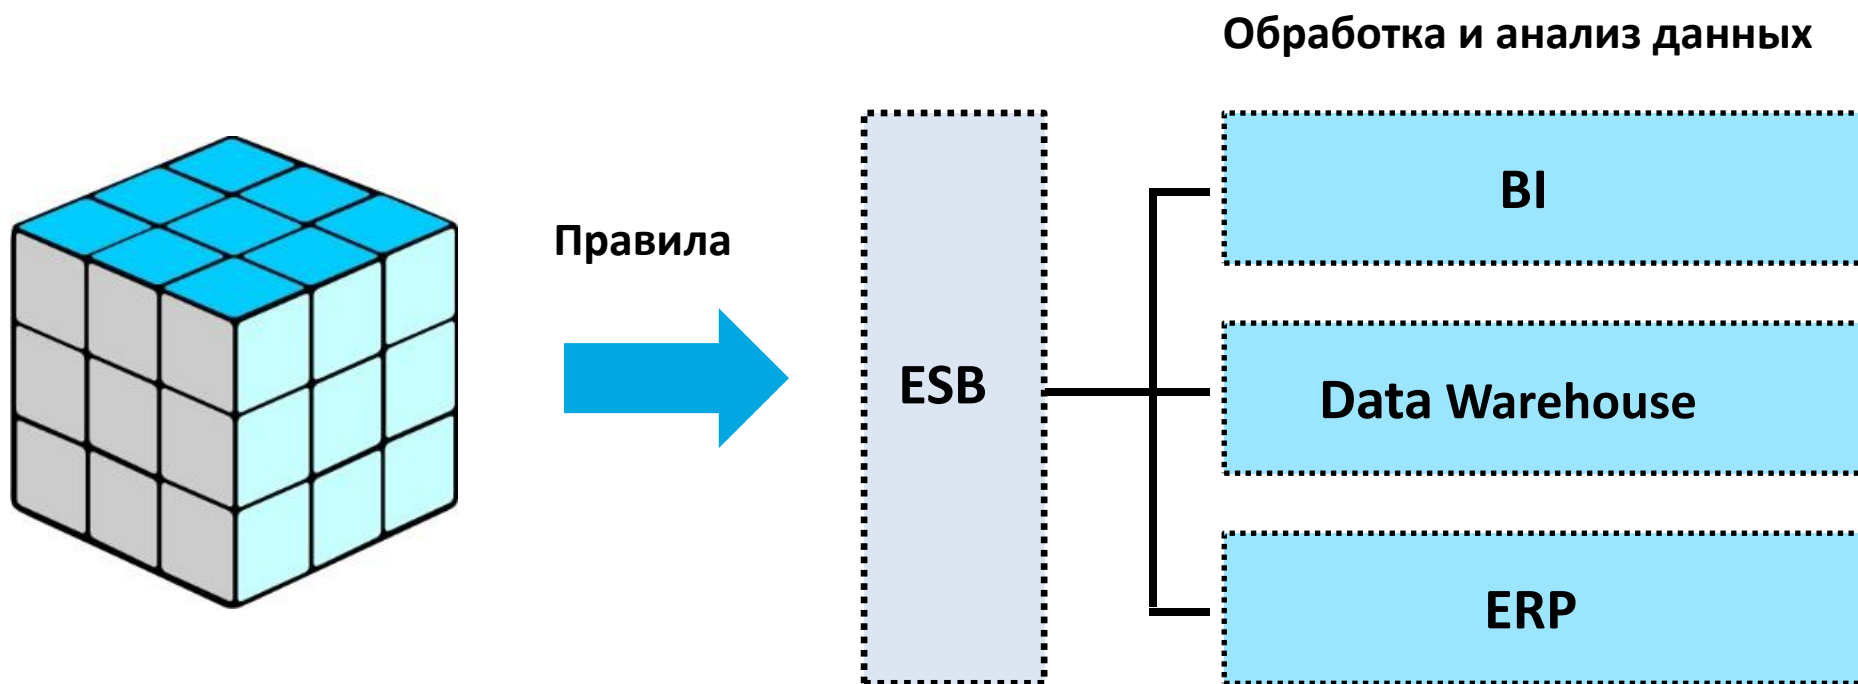 Обработка и анализ данных
Правила
ESB
BI
Data Warehouse
ERP